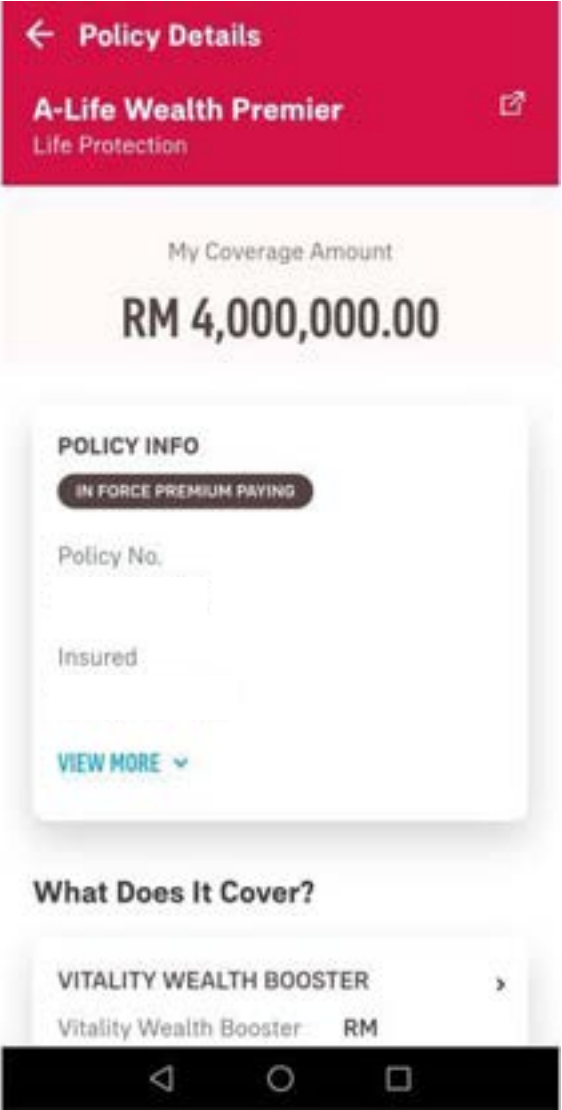 Policy Details
A-Life Wealth Premier
Life Protection
My Coverage Amount
RM 4,000,000.00
POLICY INFO
IN FORCE PREMIUM PAYING
Policy No.
Insured
VIEW MORE
What Does It Cover?
VITALITY WEALTH BOOSTER
Vitality Wealth Booster RM